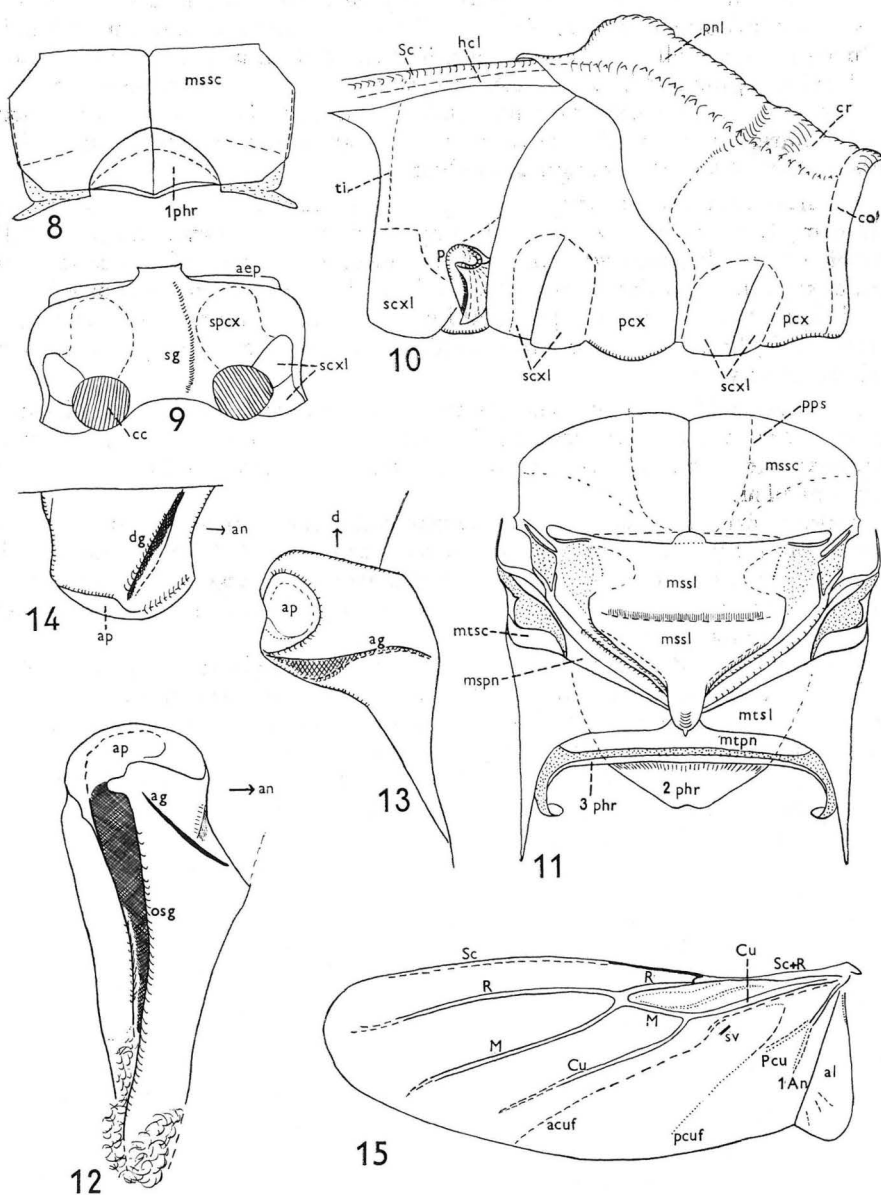 mssc
1phr
8
Sc
hcl
pnl
cr
co
ti
p
scxl
pcx
scxl
pcx
scxl
10
aep
spcx
sg
scxl
cc
9
pps
mssc
mssl
mtsc
mssl
mspn
mtsl
mtpn
3 phr
2 phr
11
dg
an
ap
14
d
ap
ag
13
ap
ag
an
osg
12
Sc
R
Sc+R
Cu
R
M
M
Cu
sv
Pcu
1An
al
acuf
pcuf
15